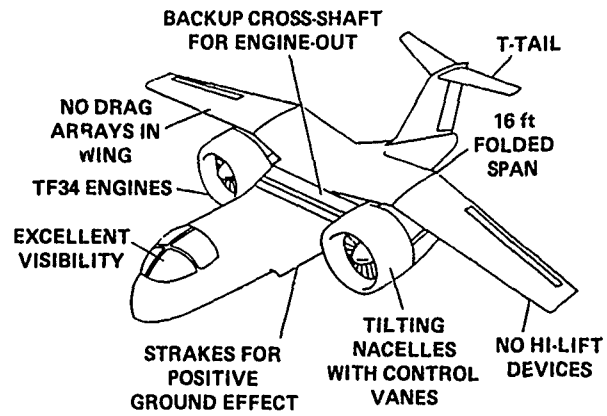 BACKUP CROSS-SHAFT
FOR ENGINE-OUT
T-TAIL
NO DRAG
ARRAYS IN
WING
16 ft
FOLDED
SPAN
TF34 ENGINES
EXCELLENT
VISIBILITY
STRAKES FOR
POSITIVE
GROUND EFFECT
TILTING
NACELLES
WITH CONTROL
VANES
NO HI-LIFT
DEVICES